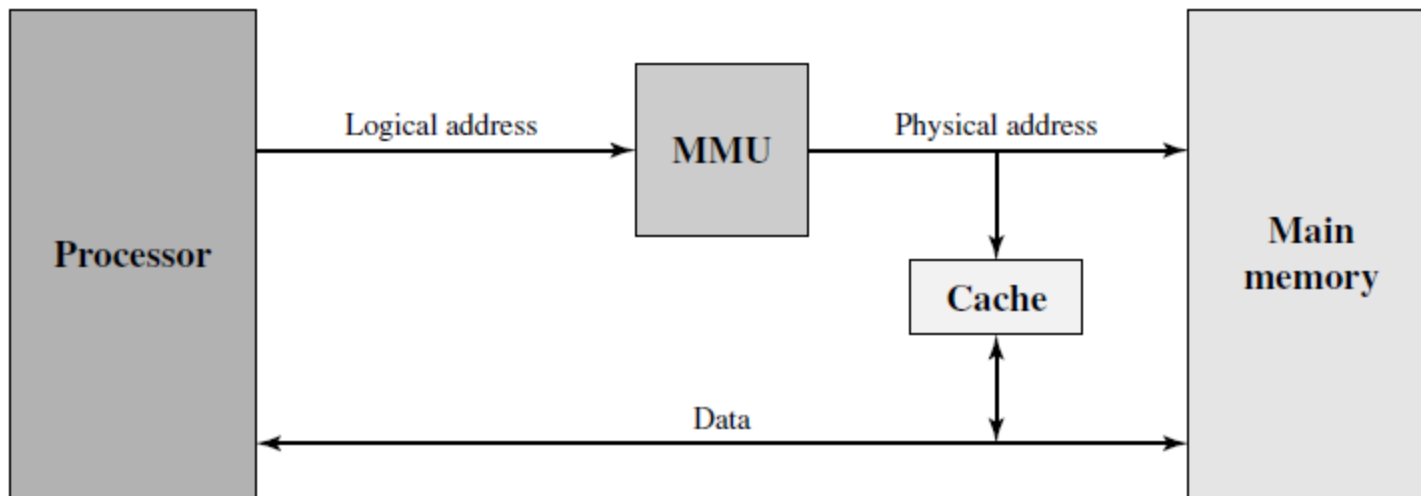 Logical address
MMU
Physical address
Processor
Main
memory
Cache
Data